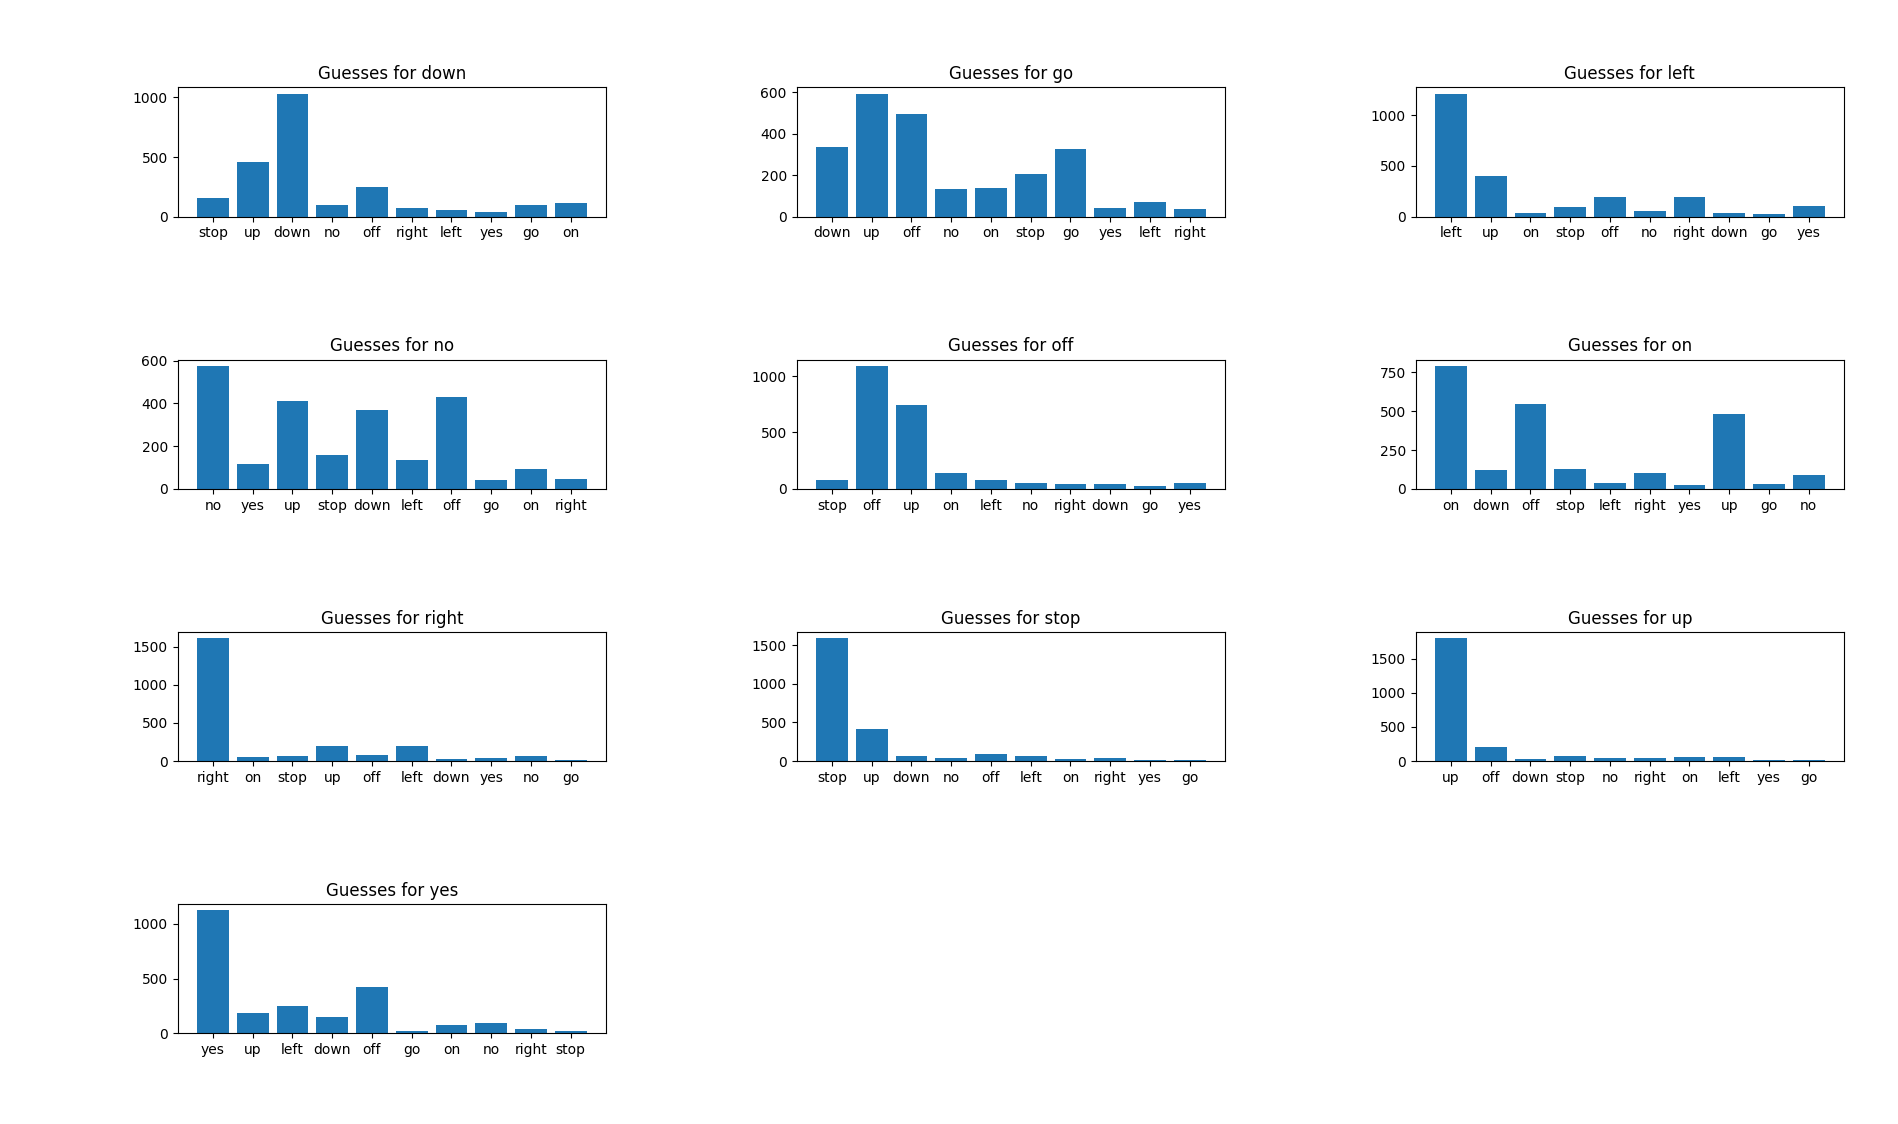 Guesses for down
1000
500
0
stop up down no off right left yes go on
Guesses for go
600
400
200
0
down up off no on stop go yes left right
Guesses for left
1000
500
0
left up on stop off no right down go yes
Guesses for no
600
400
200
0
no yes up stop down left off go on right
Guesses for off
1000
500
0
stop off up on left no right down go yes
Guesses for on
750
500
250
0
on down off stop left right yes up go no
Guesses for right
1500
1000
500
0
right on stop up off left down yes no go
Guesses for stop
1500
1000
500
0
stop up down no off left on right yes go
Guesses for up
1500
1000
500
0
up off down stop no right on left yes go
Guesses for yes
1000
500
0
yes up left down off go on no right stop